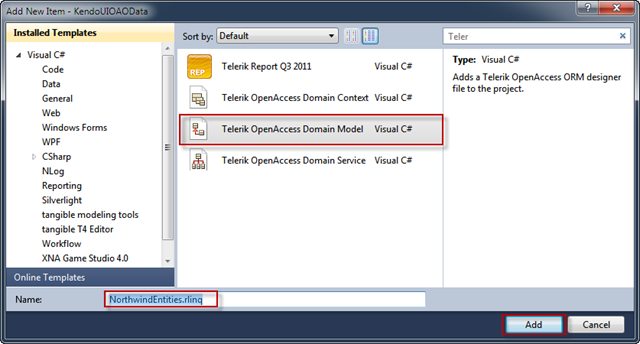 Add New Item - KendoUIOAOData
Installed Templates
Visual C#
Code
Data
General
Web
Windows Forms
WPF
CSharp
NLog
Reporting
Silverlight
tangible modeling tools
tangible T4 Editor
Workflow
XNA Game Studio 4.0
Online Templates
Sort by: Default
REP Telerik Report Q3 2011 Visual C#
Telerik OpenAccess Domain Context Visual C#
Telerik OpenAccess Domain Model Visual C#
Telerik OpenAccess Domain Service Visual C#
Teler
Type: Visual C#
Adds a Telerik OpenAccess ORM designer
file to the project.
Name: NorthwindEntities.rlinq
Add Cancel